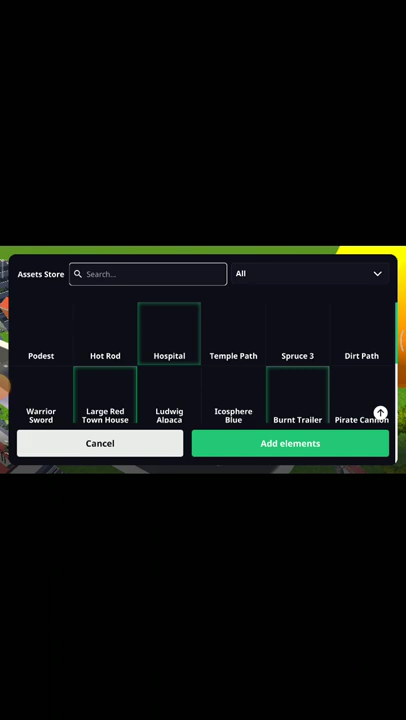 Assets Store
Search...
All
Podest
Hot Rod
Hospital
Temple Path
Spruce 3
Dirt Path
Warrior
Sword
Large Red
Town House
Ludwig
Alpaca
Icosphere
Blue
Burnt Trailer
Pirate Cannon
Cancel
Add elements